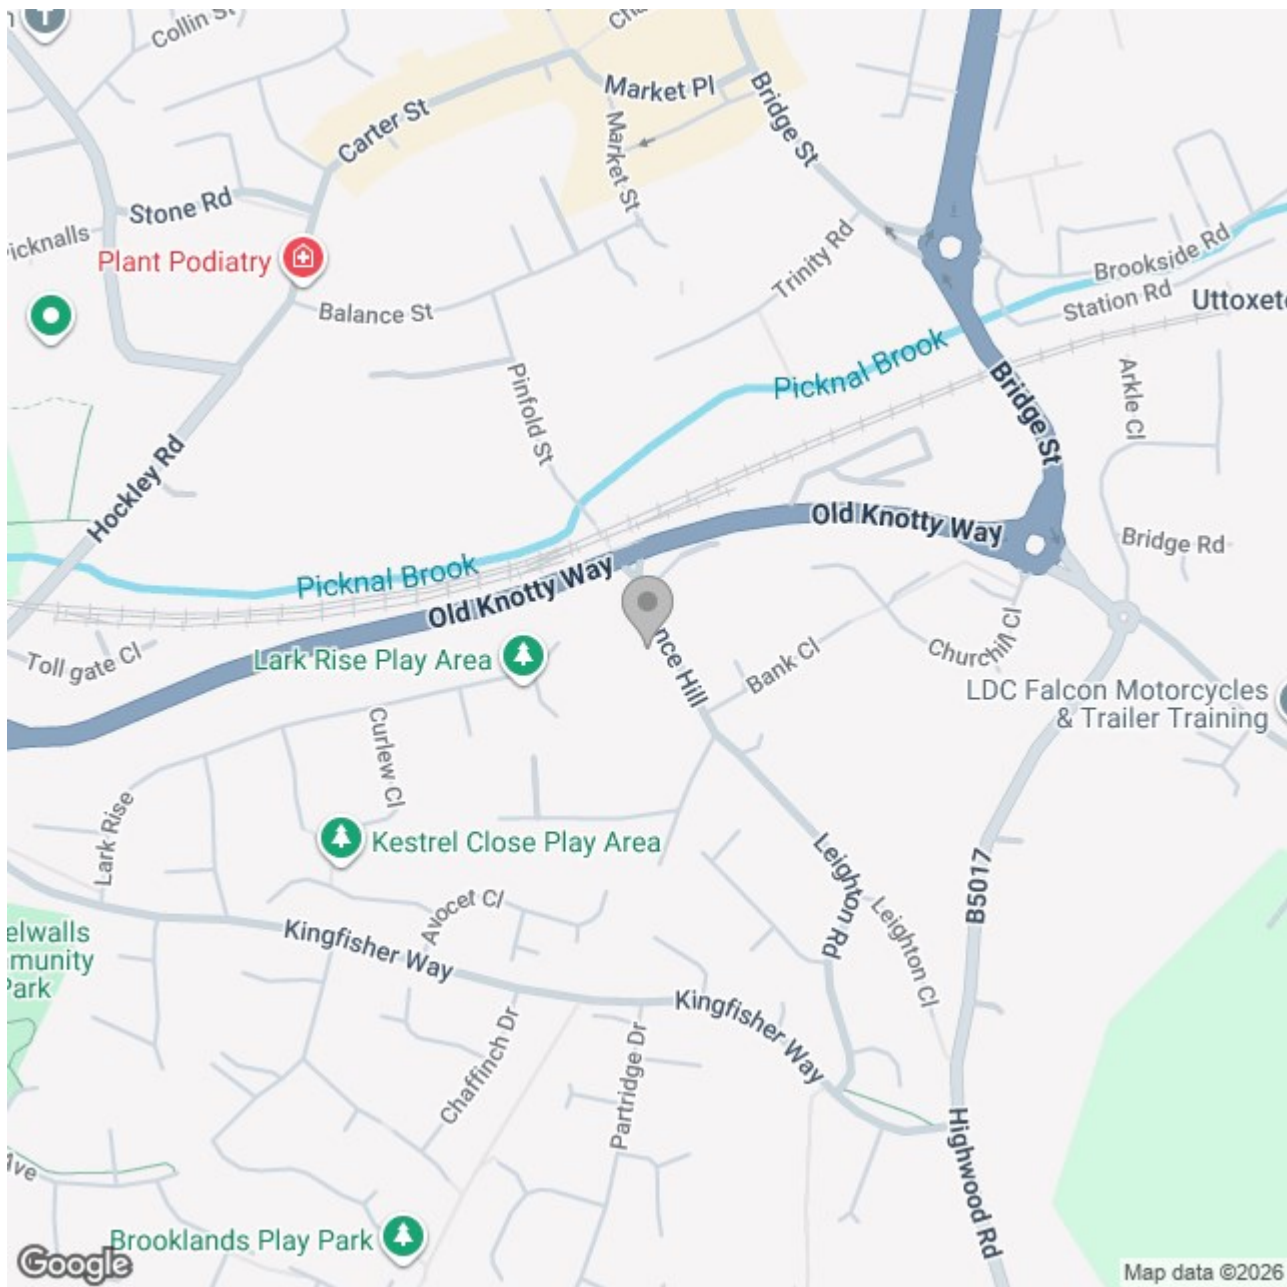 Collin St
Market Pl
Carter St
Bridge St
Market St
Stone Rd
Picknalls
Plant Podiatry
Trinity Rd
Brookside Rd
Balance St
Station Rd
Uttoxete
Picknal Brook
Pinfold St
Bridge St
Arkle Cl
Hockley Rd
Old Knotty Way
Bridge Rd
Picknal Brook
Old Knotty Way
Toll gate Cl
Lark Rise Play Area
nce Hill
Bank Cl
Churchill Cl
LDC Falcon Motorcycles
& Trailer Training
Curlew Cl
Lark Rise
Kestrel Close Play Area
Leighton Rd
B5017
Avocet Cl
Leighton Cl
elwalls
mmunity
Park
Kingfisher Way
Kingfisher Way
Chaffinch Dr
Partridge Dr
Highwood Rd
Ave
Brooklands Play Park
Google
Map data ©2026